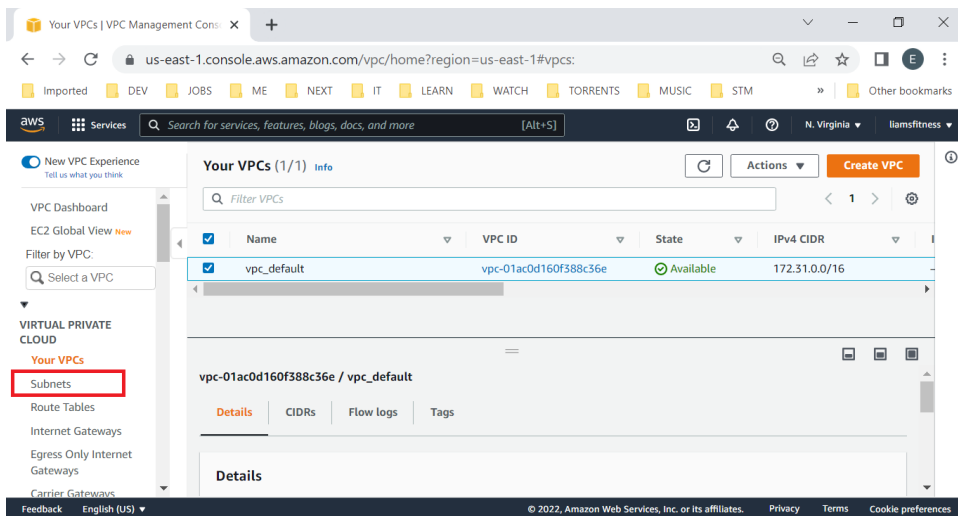 Your VPCs | VPC Management Cons
us-east-1.console.aws.amazon.com/vpc/home?region=us-east-1#vpcs:
E
Imported DEV JOBS ME NEXT IT LEARN WATCH TORRENTS MUSIC STM » Other bookmarks
aws Services Search for services, features, blogs, docs, and more [Alt+S] N. Virginia ▼ liamsfitness ▼
New VPC Experience
Tell us what you think
VPC Dashboard
EC2 Global View New
Filter by VPC:
Select a VPC
VIRTUAL PRIVATE
CLOUD
Your VPCs
Subnets
Route Tables
Internet Gateways
Egress Only Internet
Gateways
Carrier Gateways
Your VPCs (1/1) Info
Actions ▼ Create VPC
Filter VPCs
1
Name VPC ID State IPv4 CIDR
vpc_default vpc-01ac0d160f388c36e Available 172.31.0.0/16
vpc-01ac0d160f388c36e / vpc_default
Details CIDRs Flow logs Tags
Details
Feedback English (US) ▼ © 2022, Amazon Web Services, Inc. or its affiliates. Privacy Terms Cookie preferences